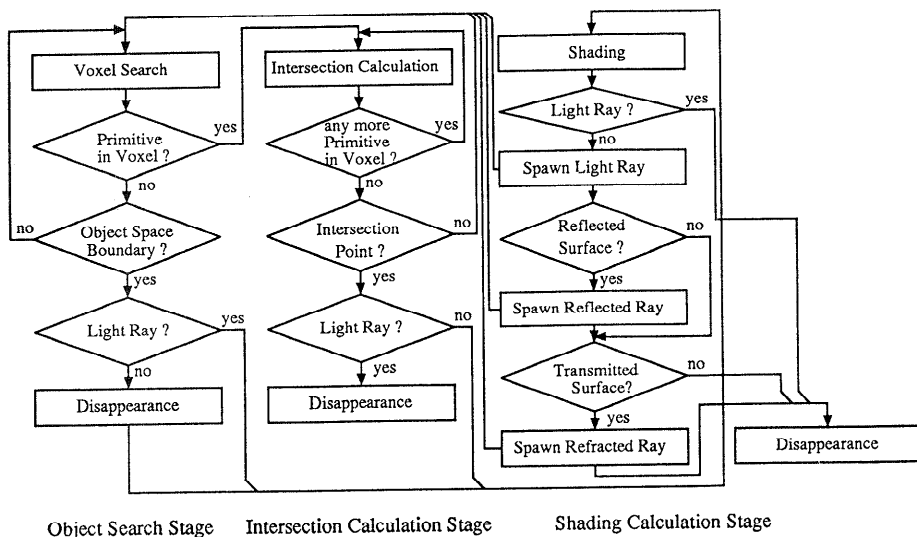 Voxel Search
Primitive
in Voxel ?
yes
no
Object Space
Boundary ?
no
yes
Light Ray ?
yes
no
Disappearance
Object Search Stage
Intersection Calculation
any more
Primitive
in Voxel ?
yes
no
Intersection
Point ?
no
yes
Light Ray ?
no
yes
Disappearance
Intersection Calculation Stage
Shading
Light Ray ?
yes
no
Spawn Light Ray
Reflected
Surface ?
no
yes
Spawn Reflected Ray
Transmitted
Surface?
no
yes
Spawn Refracted Ray
Disappearance
Shading Calculation Stage